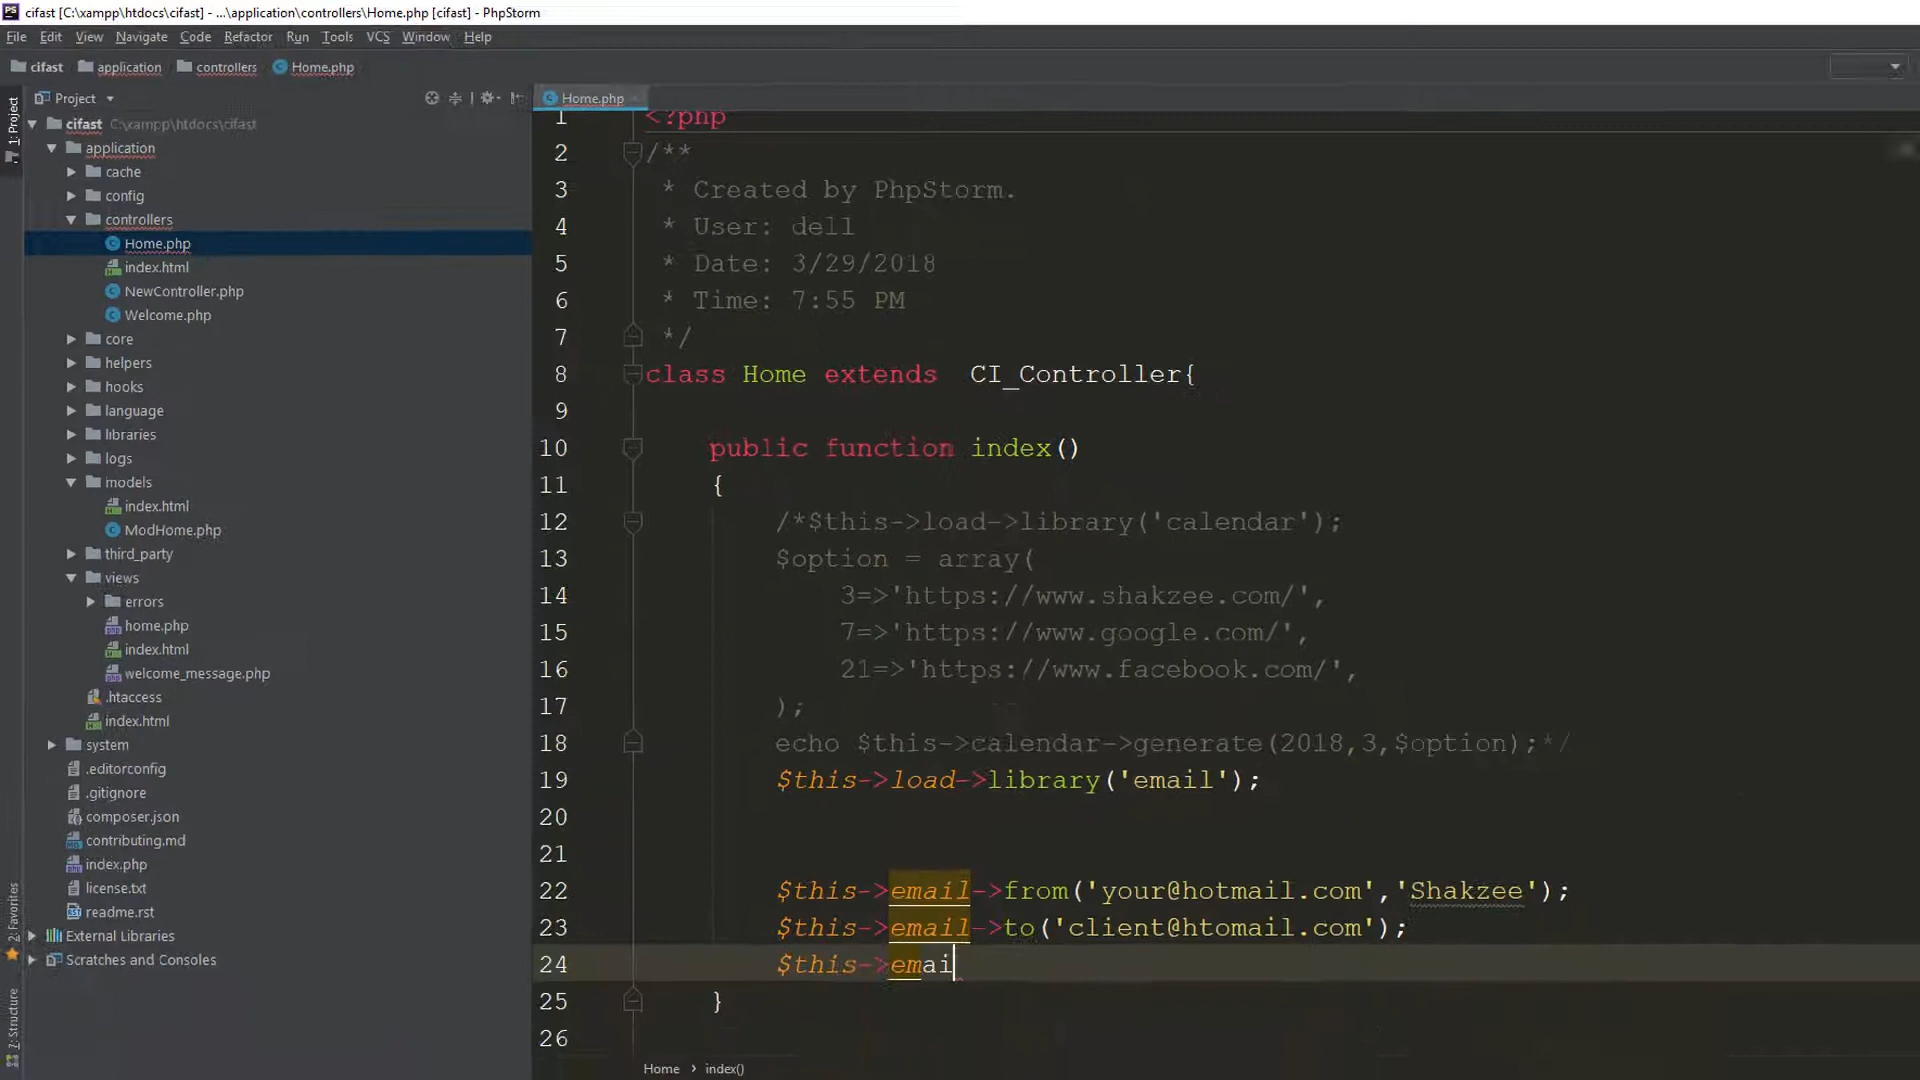 PS cifast [C:\xampp\htdocs\cifast] - ...\application\controllers\Home.php [cifast] - PhpStorm
File Edit View Navigate Code Refactor Run Tools VCS Window Help
cifast application controllers Home.php
1: Project
Project
Home.php
cifast C:\xampp\htdocs\cifast
application
cache
config
controllers
Home.php
index.html
NewController.php
Welcome.php
core
helpers
hooks
language
libraries
logs
models
index.html
ModHome.php
third_party
views
errors
home.php
index.html
welcome_message.php
.htaccess
index.html
system
.editorconfig
.gitignore
composer.json
contributing.md
index.php
license.txt
readme.rst
External Libraries
Scratches and Consoles
2: Favorites
7: Structure
1 <?php
2 /**
3 * Created by PhpStorm.
4 * User: dell
5 * Date: 3/29/2018
6 * Time: 7:55 PM
7 */
8 class Home extends CI_Controller{
9
10 public function index()
11 {
12 /*$this->load->library('calendar');
13 $option = array(
14 3=>'https://www.shakzee.com/',
15 7=>'https://www.google.com/',
16 21=>'https://www.facebook.com/',
17 );
18 echo $this->calendar->generate(2018,3,$option);*/
19 $this->load->library('email');
20
21
22 $this->email->from('your@hotmail.com','Shakzee');
23 $this->email->to('client@htomail.com');
24 $this->emai
25 }
26
Home › index()